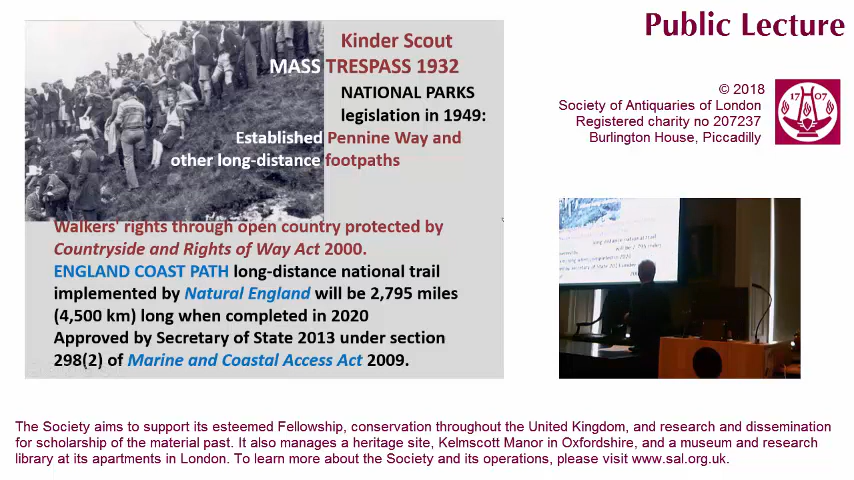 Public Lecture
Kinder Scout
MASS TRESPASS 1932
NATIONAL PARKS
legislation in 1949:
Established Pennine Way and
other long-distance footpaths
Walkers' rights through open country protected by
Countryside and Rights of Way Act 2000.
ENGLAND COAST PATH long-distance national trail
implemented by Natural England will be 2,795 miles
(4,500 km) long when completed in 2020
Approved by Secretary of State 2013 under section
298(2) of Marine and Coastal Access Act 2009.
© 2018
Society of Antiquaries of London
Registered charity no 207237
Burlington House, Piccadilly
1707
The Society aims to support its esteemed Fellowship, conservation throughout the United Kingdom, and research and dissemination
for scholarship of the material past. It also manages a heritage site, Kelmscott Manor in Oxfordshire, and a museum and research
library at its apartments in London. To learn more about the Society and its operations, please visit www.sal.org.uk.